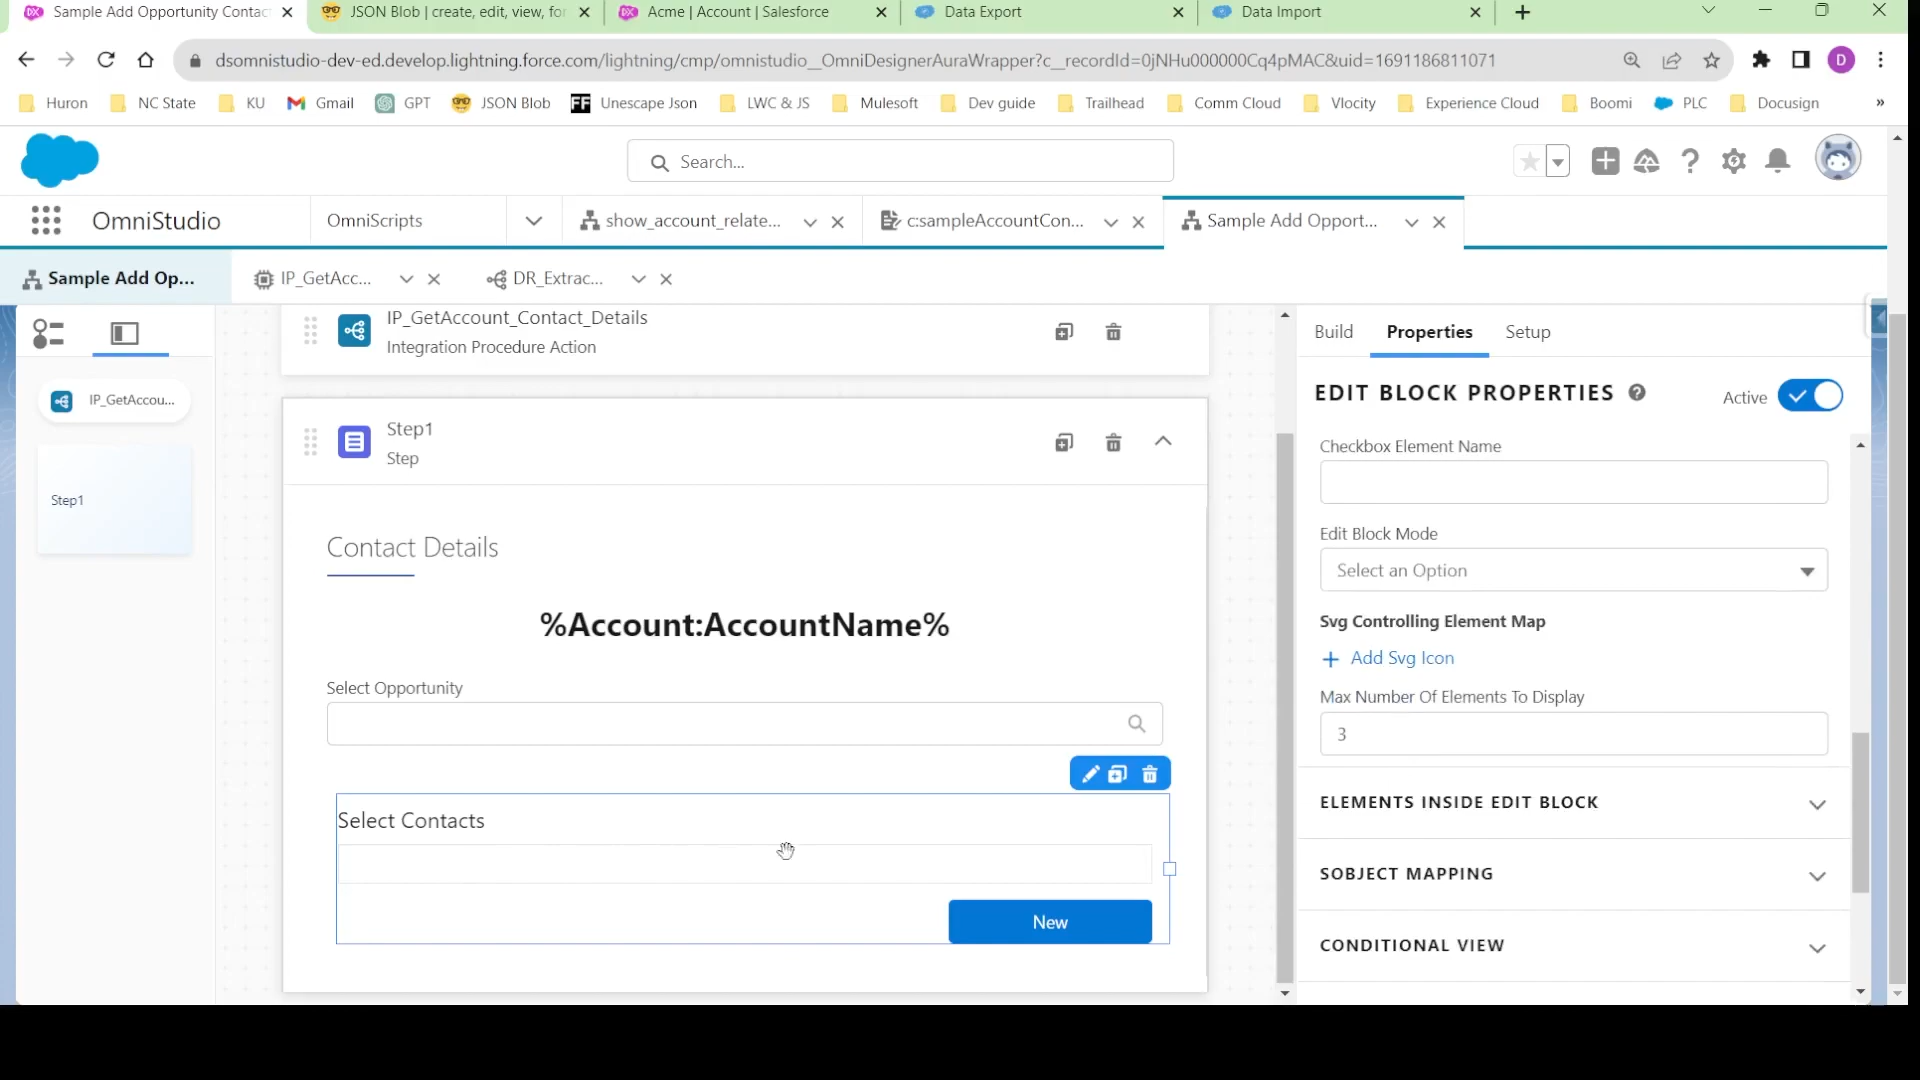 Sample Add Opportunity Contac
JSON Blob | create, edit, view, for
Acme | Account | Salesforce
Data Export
Data Import
dsomnistudio-dev-ed.develop.lightning.force.com/lightning/cmp/omnistudio__OmniDesignerAuraWrapper?c__recordId=0jNHu000000Cq4pMAC&uid=1691186811071
D
Huron
NC State
KU
Gmail
GPT
JSON Blob
FF
Unescape Json
LWC & JS
Mulesoft
Dev guide
Trailhead
Comm Cloud
Vlocity
Experience Cloud
Boomi
PLC
Docusign
»
Search...
OmniStudio
OmniScripts
show_account_relate...
c:sampleAccountCon...
Sample Add Opport...
Sample Add Op...
IP_GetAcc...
DR_Extrac...
IP_GetAccou...
Step1
IP_GetAccount_Contact_Details
Integration Procedure Action
Step1
Step
Contact Details
%Account:AccountName%
Select Opportunity
Select Contacts
New
Build
Properties
Setup
EDIT BLOCK PROPERTIES
Active
Checkbox Element Name
Edit Block Mode
Select an Option
Svg Controlling Element Map
+ Add Svg Icon
Max Number Of Elements To Display
3
ELEMENTS INSIDE EDIT BLOCK
SOBJECT MAPPING
CONDITIONAL VIEW